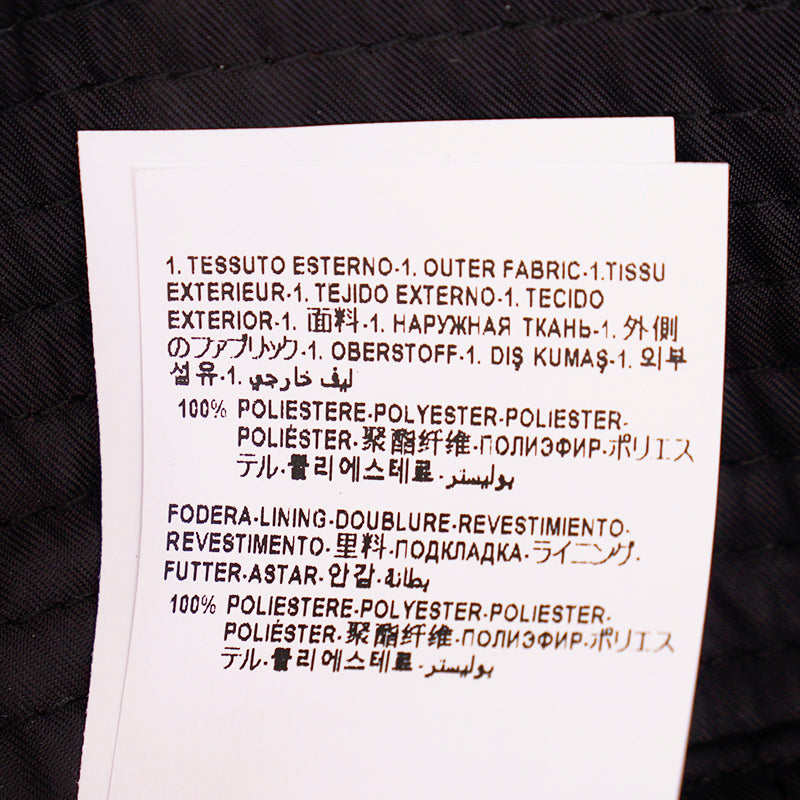 1. TESSUTO ESTERNO-1. OUTER FABRIC-1.TISSU
EXTERIEUR-1. TEJIDO EXTERNO-1. TECIDO
EXTERIOR-1. 面料-1. НАРУЖНАЯ ТКАНЬ-1. 外側
のファブリック-1. OBERSTOFF-1. DIŞ KUMAŞ-1. 외부
섬유-1. ليف خارجي
100% POLIESTERE-POLYESTER-POLIESTER-
POLIÉSTER-聚酯纤维-ПОЛИЭФИР-ポリエス
テル-폴리에스테르-بوليستر
FODERA-LINING-DOUBLURE-REVESTIMIENTO-
REVESTIMENTO-里料-ПОДКЛАДКА-ライニング-
FUTTER-ASTAR-안감-بطانة
100% POLIESTERE-POLYESTER-POLIESTER-
POLIÉSTER-聚酯纤维-ПОЛИЭФИР-ポリエス
テル-폴리에스테르-بوليستر